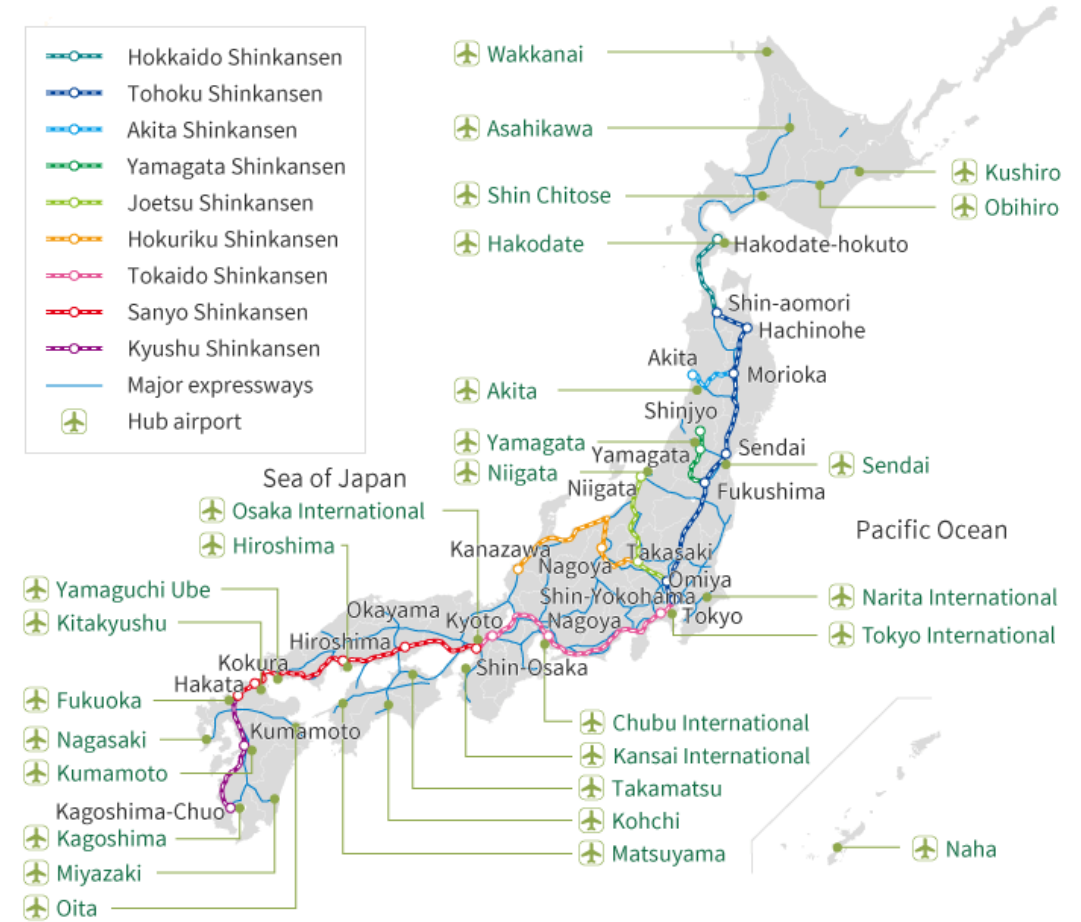 Hokkaido Shinkansen
Tohoku Shinkansen
Akita Shinkansen
Yamagata Shinkansen
Joetsu Shinkansen
Hokuriku Shinkansen
Tokaido Shinkansen
Sanyo Shinkansen
Kyushu Shinkansen
Major expressways
Hub airport
Wakkanai
Asahikawa
Kushiro
Shin Chitose
Obihiro
Hakodate
Hakodate-hokuto
Shin-aomori
Hachinohe
Akita
Morioka
Akita
Shinjyo
Yamagata
Sendai
Yamagata
Sendai
Niigata
Niigata
Fukushima
Sea of Japan
Osaka International
Pacific Ocean
Hiroshima
Kanazawa
Takasaki
Nagoya
Omiya
Yamaguchi Ube
Shin-Yokohama
Narita International
Okayama
Kyoto
Nagoya
Tokyo
Kitakyushu
Tokyo International
Hiroshima
Kokura
Shin-Osaka
Hakata
Fukuoka
Chubu International
Kumamoto
Nagasaki
Kansai International
Kumamoto
Takamatsu
Kagoshima-Chuo
Kohchi
Kagoshima
Matsuyama
Naha
Miyazaki
Oita